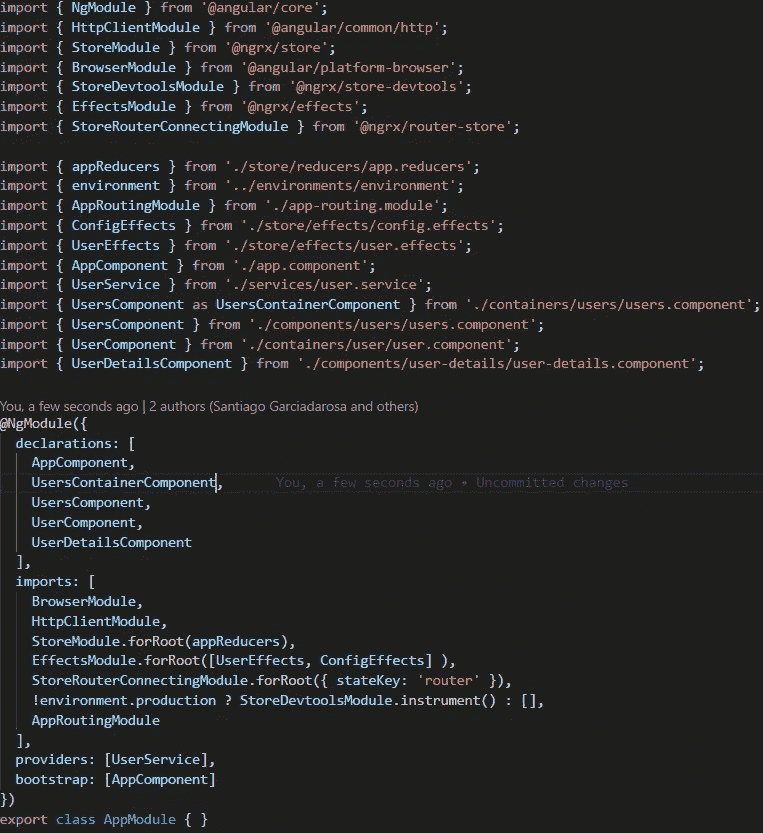 import { NgModule } from '@angular/core';
import { HttpClientModule } from '@angular/common/http';
import { StoreModule } from '@ngrx/store';
import { BrowserModule } from '@angular/platform-browser';
import { StoreDevtoolsModule } from '@ngrx/store-devtools';
import { EffectsModule } from '@ngrx/effects';
import { StoreRouterConnectingModule } from '@ngrx/router-store';

import { appReducers } from './store/reducers/app.reducers';
import { environment } from '../environments/environment';
import { AppRoutingModule } from './app-routing.module';
import { ConfigEffects } from './store/effects/config.effects';
import { UserEffects } from './store/effects/user.effects';
import { AppComponent } from './app.component';
import { UserService } from './services/user.service';
import { UsersComponent as UsersContainerComponent } from './containers/users/users.component';
import { UsersComponent } from './components/users/users.component';
import { UserComponent } from './containers/user/user.component';
import { UserDetailsComponent } from './components/user-details/user-details.component';

You, a few seconds ago | 2 authors (Santiago Garciadarosa and others)
@NgModule({
  declarations: [
    AppComponent,
    UsersContainerComponent,      You, a few seconds ago • Uncommitted changes
    UsersComponent,
    UserComponent,
    UserDetailsComponent
  ],
  imports: [
    BrowserModule,
    HttpClientModule,
    StoreModule.forRoot(appReducers),
    EffectsModule.forRoot([UserEffects, ConfigEffects] ),
    StoreRouterConnectingModule.forRoot({ stateKey: 'router' }),
    !environment.production ? StoreDevtoolsModule.instrument() : [],
    AppRoutingModule
  ],
  providers: [UserService],
  bootstrap: [AppComponent]
})
export class AppModule { }